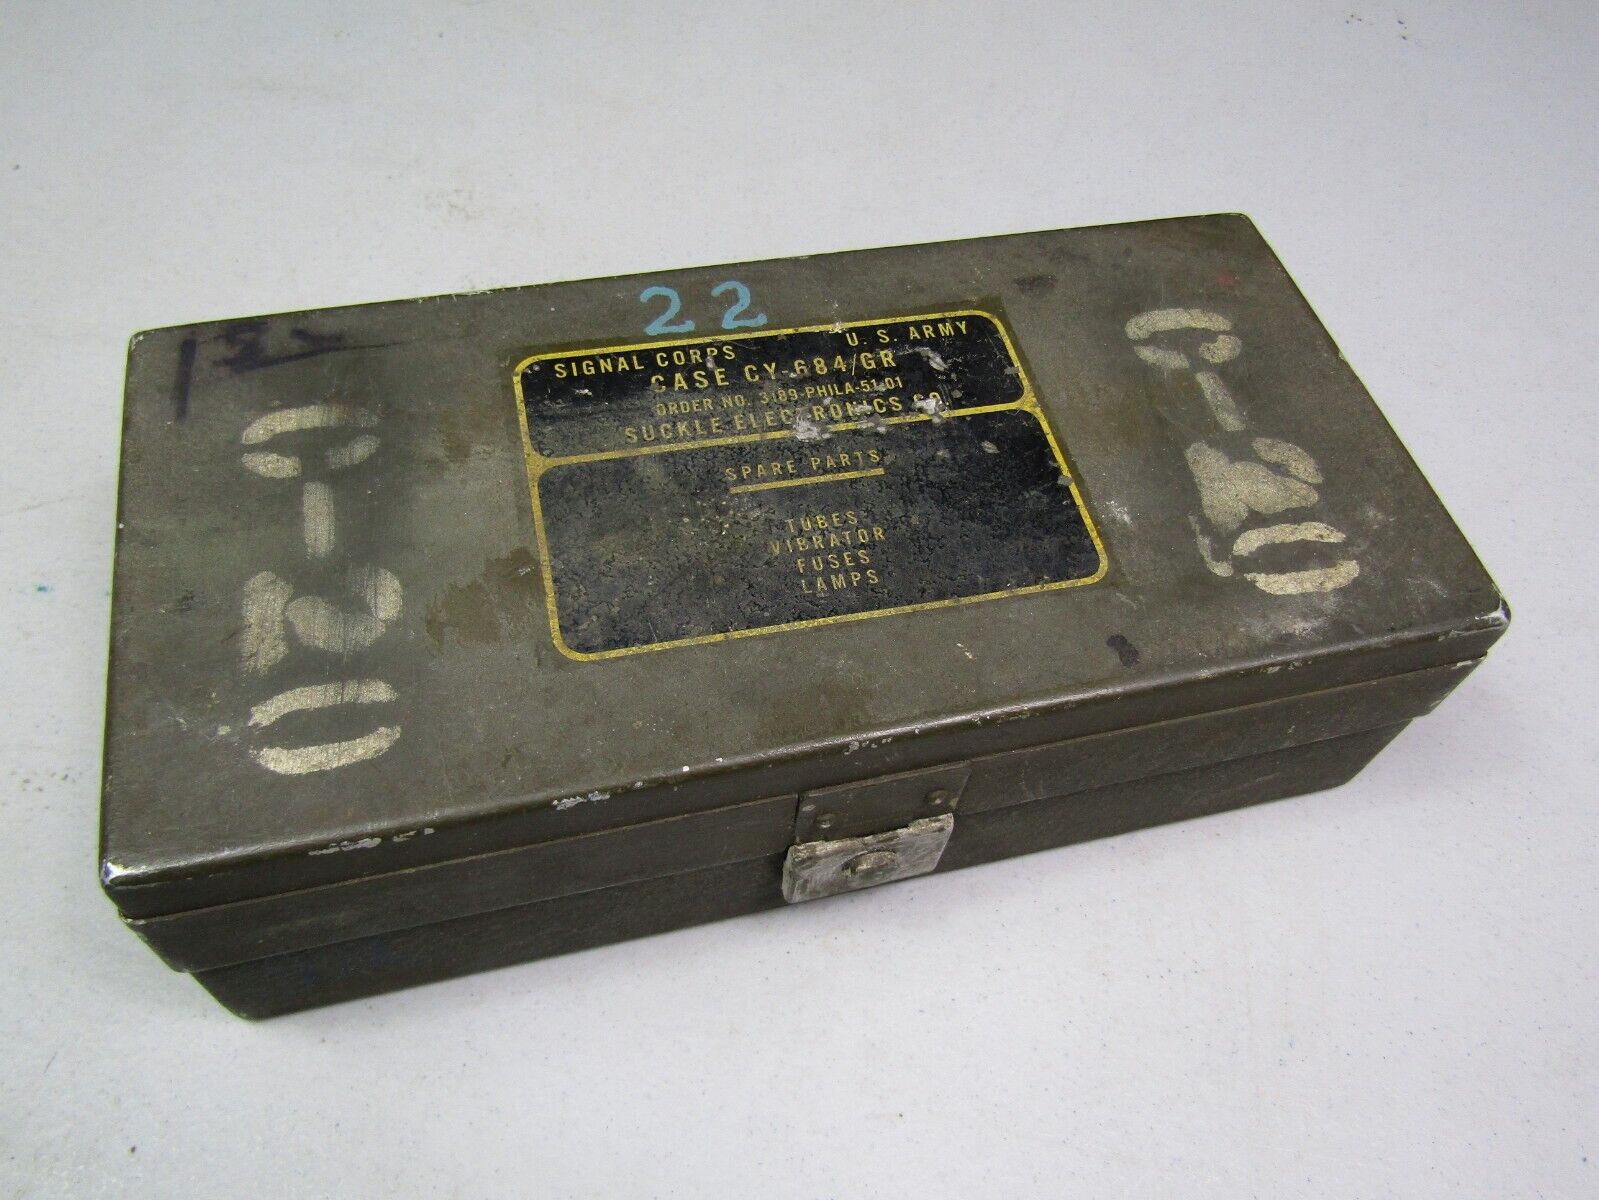 22
SIGNAL CORPS U. S. ARMY
CASE CY-684/GR
ORDER NO. 3189-PHILA-51-01
SUCKLE ELECTRONICS CO.
SPARE PARTS
TUBES
VIBRATOR
FUSES
LAMPS